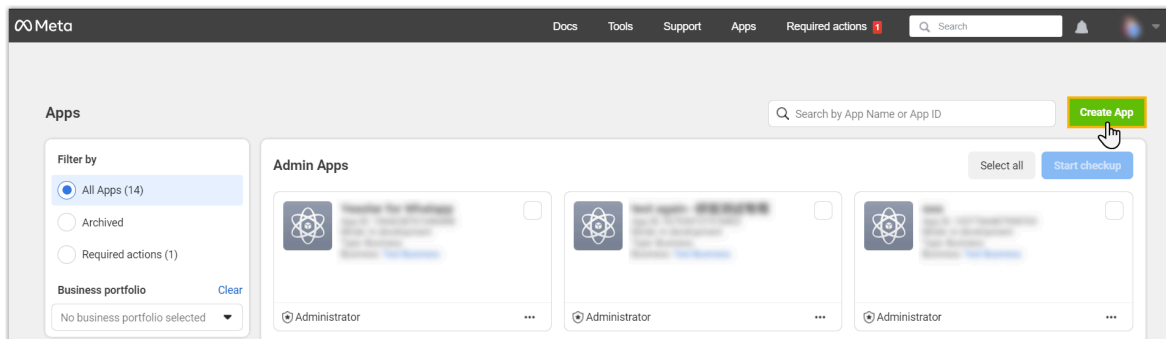 Meta Docs Tools Support Apps Required actions 1 Search
Apps Search by App Name or App ID Create App
Filter by
All Apps (14)
Archived
Required actions (1)
Business portfolio Clear
No business portfolio selected
Admin Apps Select all Start checkup
Administrator ...
Administrator ...
Administrator ...